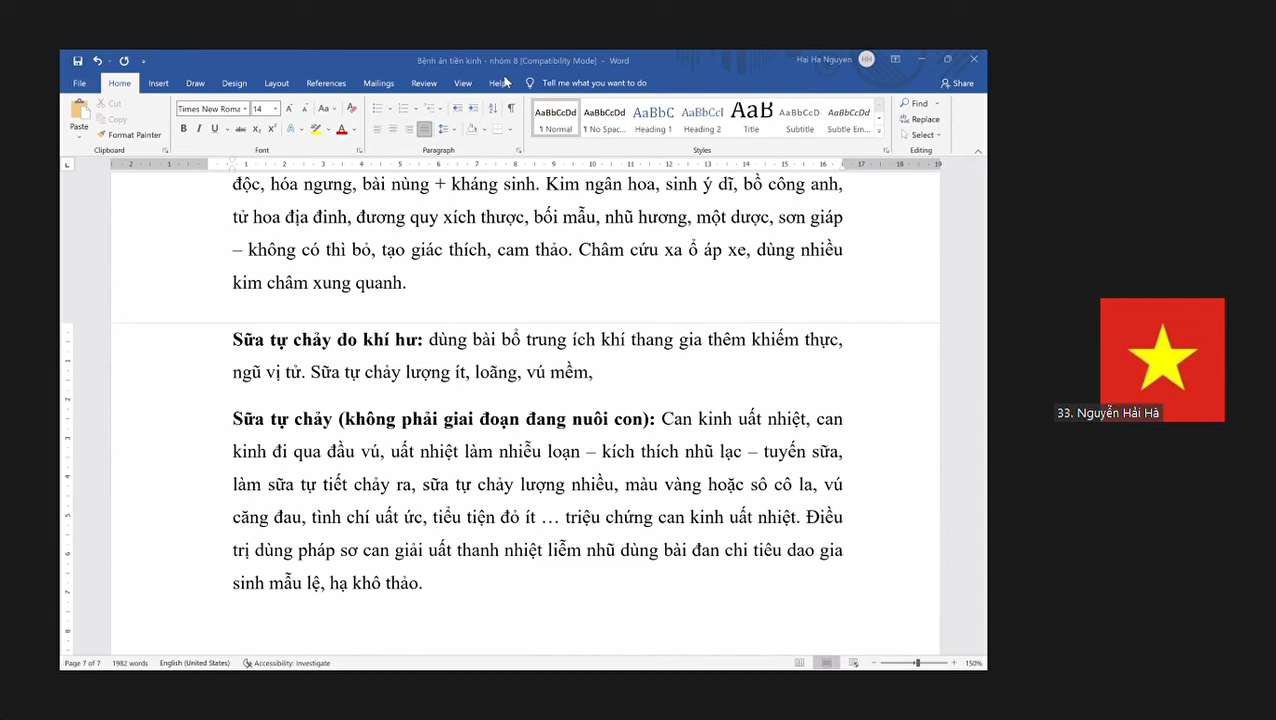 Bệnh án tiền kinh - nhóm 8 [Compatibility Mode] - Word
Hai Ha Nguyen HH
File Home Insert Draw Design Layout References Mailings Review View Help Tell me what you want to do Share
Paste Cut Copy Format Painter
Times New Roma 14
AaBbCcDd AaBbCcDd AaBbC AaBbCcI AaB AaBbCcD AaBbCcDd
¶ Normal ¶ No Spac... Heading 1 Heading 2 Title Subtitle Subtle Em...
Find
Replace
Select
Clipboard Font Paragraph Styles Editing
độc, hóa ngưng, bài nùng + kháng sinh. Kim ngân hoa, sinh ý dĩ, bồ công anh,
tử hoa địa đinh, đương quy xích thược, bối mẫu, nhũ hương, một dược, sơn giáp
– không có thì bỏ, tạo giác thích, cam thảo. Châm cứu xa ổ áp xe, dùng nhiều
kim châm xung quanh.
Sữa tự chảy do khí hư: dùng bài bổ trung ích khí thang gia thêm khiếm thực,
ngũ vị tử. Sữa tự chảy lượng ít, loãng, vú mềm,
Sữa tự chảy (không phải giai đoạn đang nuôi con): Can kinh uất nhiệt, can
kinh đi qua đầu vú, uất nhiệt làm nhiễu loạn – kích thích nhũ lạc – tuyến sữa,
làm sữa tự tiết chảy ra, sữa tự chảy lượng nhiều, màu vàng hoặc sô cô la, vú
căng đau, tình chí uất ức, tiểu tiện đỏ ít … triệu chứng can kinh uất nhiệt. Điều
trị dùng pháp sơ can giải uất thanh nhiệt liễm nhũ dùng bài đan chi tiêu dao gia
sinh mẫu lệ, hạ khô thảo.
33. Nguyễn Hải Hà
Page 7 of 7 1982 words English (United States) Accessibility: Investigate 150%